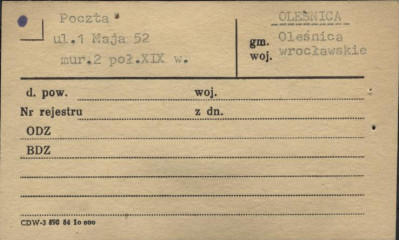 Poczta
ul.1 Maja 52
mur.2 poł.XIX w.
OLEŚNICA
gm. Oleśnica
woj. wrocławskie
d. pow. woj.
Nr rejestru z dn.
ODZ
BDZ
CDW-3 890 84 10 000